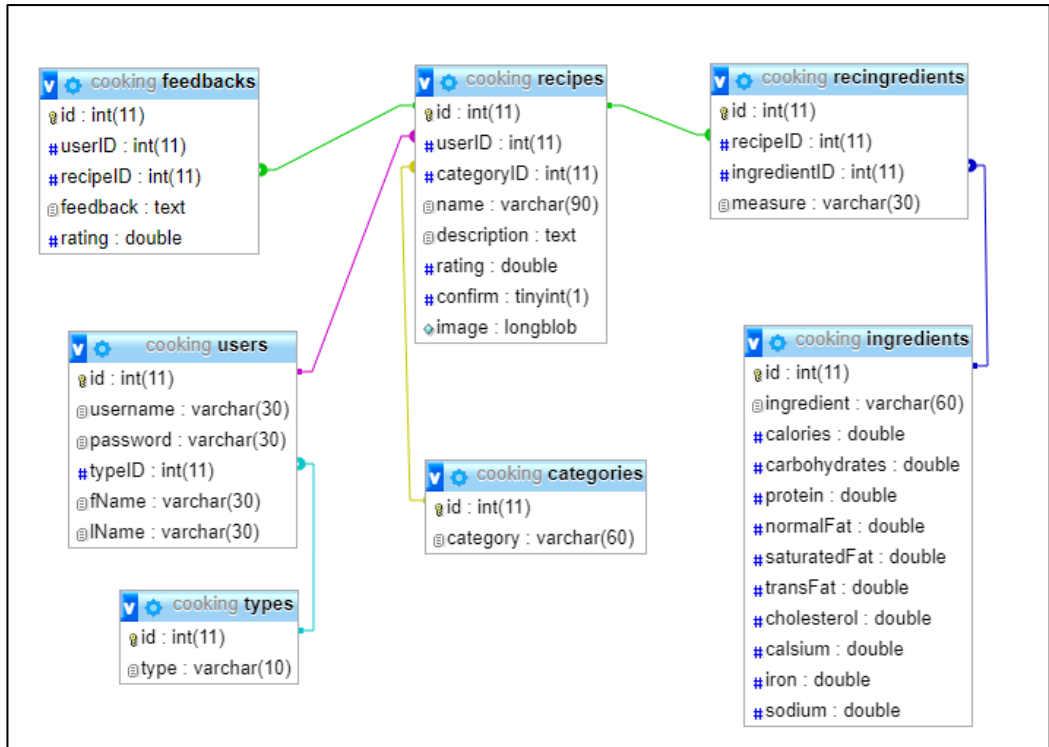 cooking feedbacks
id : int(11)
userID : int(11)
recipeID : int(11)
feedback : text
rating : double
cooking recipes
id : int(11)
userID : int(11)
categoryID : int(11)
name : varchar(90)
description : text
rating : double
confirm : tinyint(1)
image : longblob
cooking recingredients
id : int(11)
recipeID : int(11)
ingredientID : int(11)
measure : varchar(30)
cooking users
id : int(11)
username : varchar(30)
password : varchar(30)
typeID : int(11)
fName : varchar(30)
lName : varchar(30)
cooking categories
id : int(11)
category : varchar(60)
cooking ingredients
id : int(11)
ingredient : varchar(60)
calories : double
carbohydrates : double
protein : double
normalFat : double
saturatedFat : double
transFat : double
cholesterol : double
calsium : double
iron : double
sodium : double
cooking types
id : int(11)
type : varchar(10)